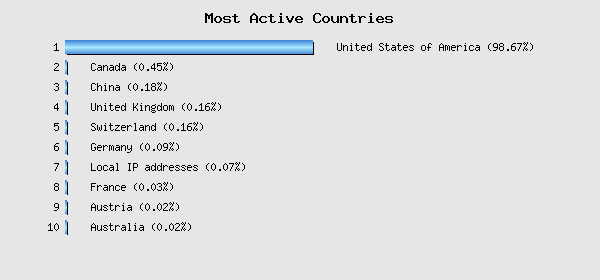 Most Active Countries
1 United States of America (98.67%)
2 Canada (0.45%)
3 China (0.18%)
4 United Kingdom (0.16%)
5 Switzerland (0.16%)
6 Germany (0.09%)
7 Local IP addresses (0.07%)
8 France (0.03%)
9 Austria (0.02%)
10 Australia (0.02%)